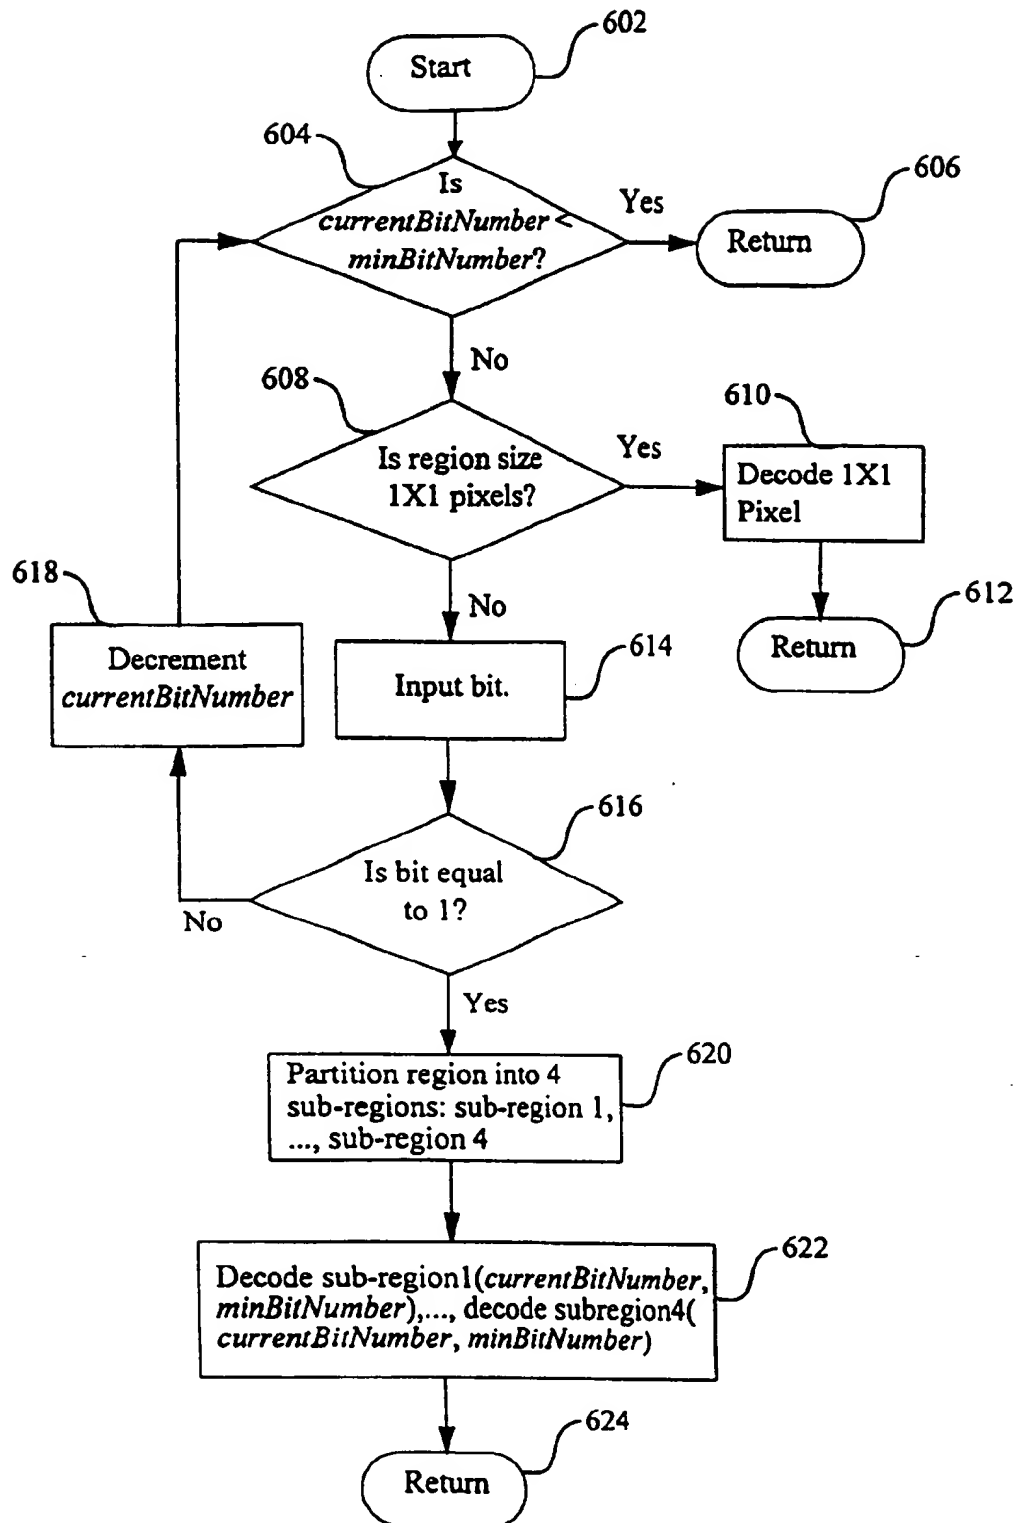 602
Start
604
Is
currentBitNumber <
minBitNumber?
Yes
606
Return
No
608
Is region size
1X1 pixels?
Yes
610
Decode 1X1
Pixel
612
Return
No
618
Decrement
currentBitNumber
614
Input bit.
616
Is bit equal
to 1?
No
Yes
620
Partition region into 4
sub-regions: sub-region 1,
..., sub-region 4
622
Decode sub-region1(currentBitNumber,
minBitNumber),..., decode subregion4(
currentBitNumber, minBitNumber)
624
Return